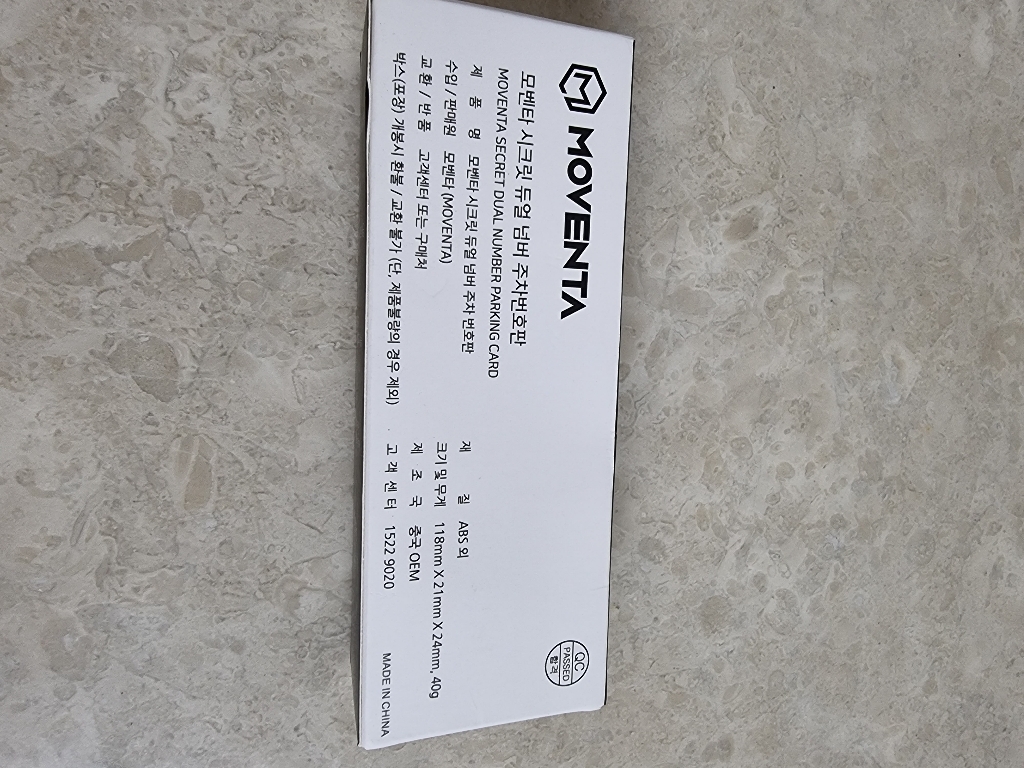 MOVENTA
모벤타 시크릿 듀얼 넘버 주차번호판
MOVENTA SECRET DUAL NUMBER PARKING CARD
제 품 명 모벤타 시크릿 듀얼 넘버 주차 번호판
수입 / 판매원 모벤타 (MOVENTA)
교 환 / 반 품 고객센터 또는 구매처
박스(포장) 개봉시 환불 / 교환 불가 (단, 제품불량의 경우 제외)
재 질 ABS 외
크기 및 무게 118mm X 21mm X 24mm, 40g
제 조 국 중국 OEM
고 객 센 터 1522 9020
MADE IN CHINA
QC
PASSED
합격